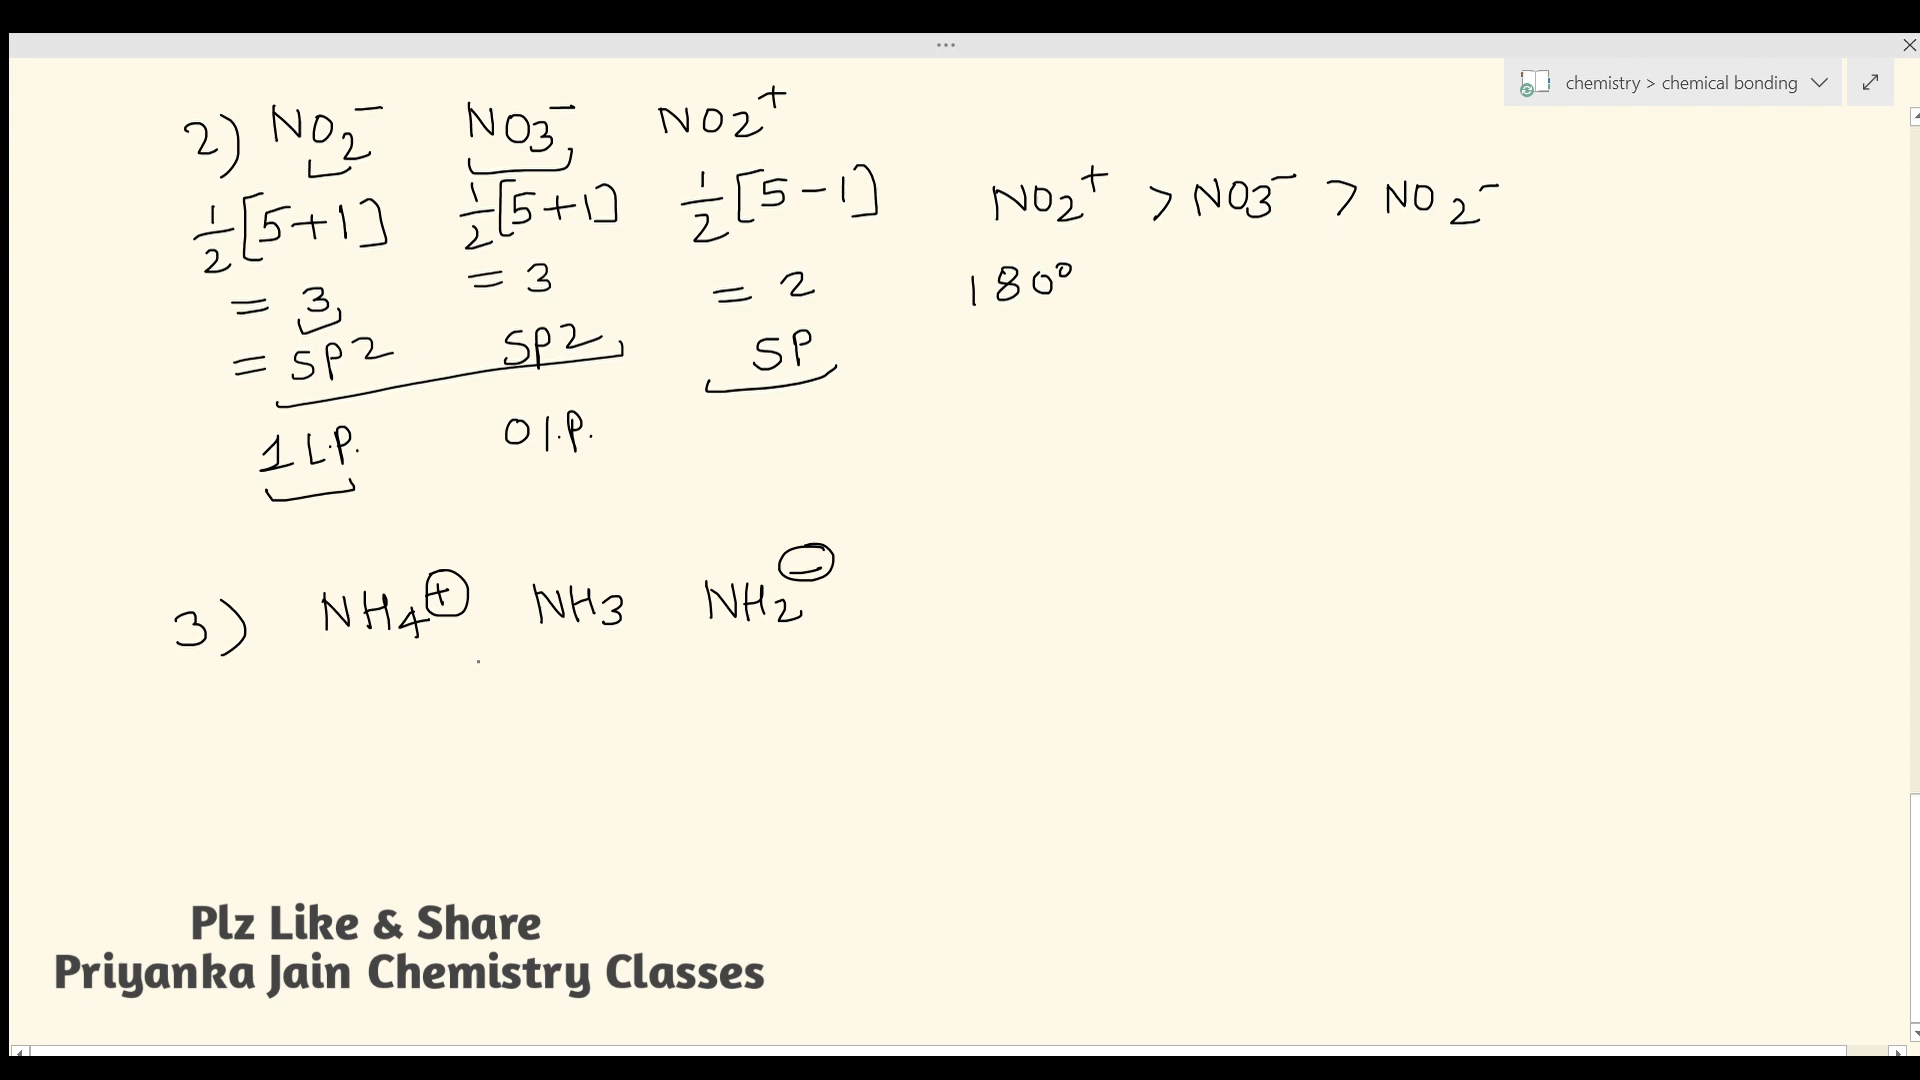 chemistry > chemical bonding
2) NO2⁻ NO3⁻ NO2⁺
1/2[5+1] 1/2[5+1] 1/2[5-1] NO2⁺ > NO3⁻ > NO2⁻
= 3 = 3 = 2 180°
= SP2 SP2 SP
1 L.P. 0 l.P.
3) NH4⁺ NH3 NH2⁻
Plz Like & Share
Priyanka Jain Chemistry Classes